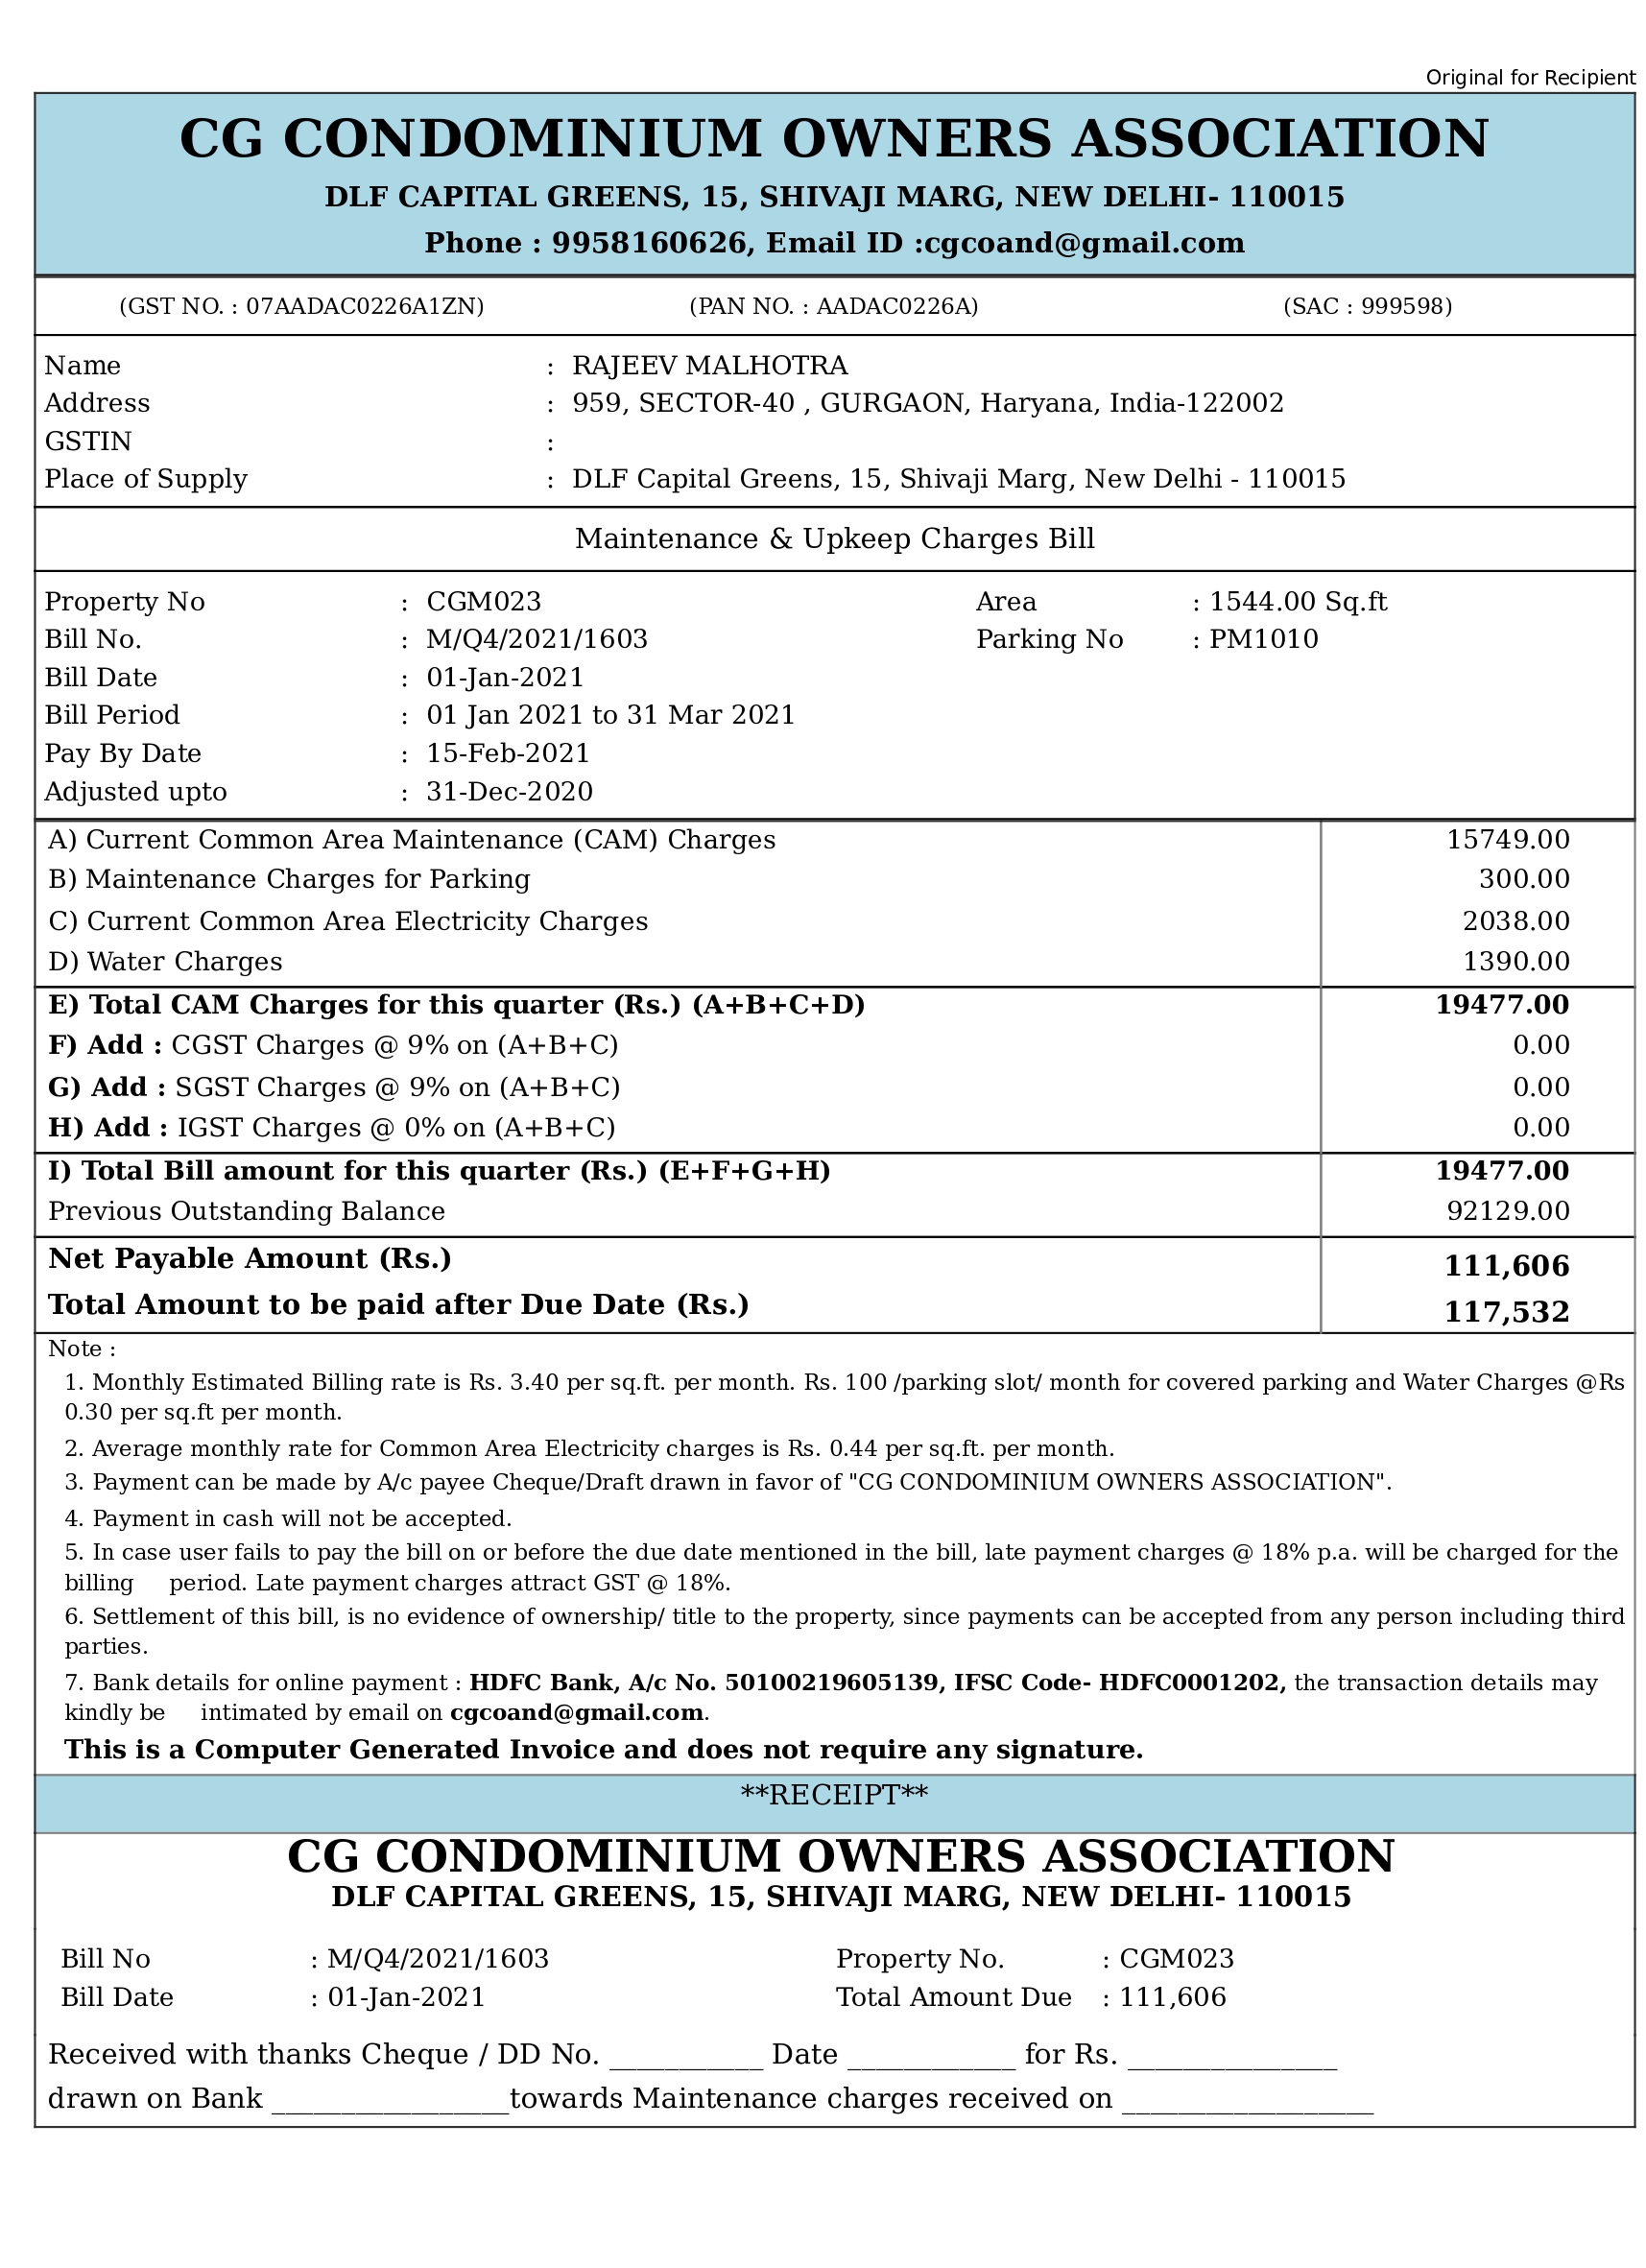 Original for Recipient
CG CONDOMINIUM OWNERS ASSOCIATION
DLF CAPITAL GREENS, 15, SHIVAJI MARG, NEW DELHI- 110015
Phone : 9958160626, Email ID :cgcoand@gmail.com
(GST NO. : 07AADAC0226A1ZN) (PAN NO. : AADAC0226A) (SAC : 999598)
Name : RAJEEV MALHOTRA
Address : 959, SECTOR-40 , GURGAON, Haryana, India-122002
GSTIN :
Place of Supply : DLF Capital Greens, 15, Shivaji Marg, New Delhi - 110015
Maintenance & Upkeep Charges Bill
Property No : CGM023 Area : 1544.00 Sq.ft
Bill No. : M/Q4/2021/1603 Parking No : PM1010
Bill Date : 01-Jan-2021
Bill Period : 01 Jan 2021 to 31 Mar 2021
Pay By Date : 15-Feb-2021
Adjusted upto : 31-Dec-2020
A) Current Common Area Maintenance (CAM) Charges 15749.00
B) Maintenance Charges for Parking 300.00
C) Current Common Area Electricity Charges 2038.00
D) Water Charges 1390.00
E) Total CAM Charges for this quarter (Rs.) (A+B+C+D) 19477.00
F) Add : CGST Charges @ 9% on (A+B+C) 0.00
G) Add : SGST Charges @ 9% on (A+B+C) 0.00
H) Add : IGST Charges @ 0% on (A+B+C) 0.00
I) Total Bill amount for this quarter (Rs.) (E+F+G+H) 19477.00
Previous Outstanding Balance 92129.00
Net Payable Amount (Rs.) 111,606
Total Amount to be paid after Due Date (Rs.) 117,532
Note :
1. Monthly Estimated Billing rate is Rs. 3.40 per sq.ft. per month. Rs. 100 /parking slot/ month for covered parking and Water Charges @Rs
0.30 per sq.ft per month.
2. Average monthly rate for Common Area Electricity charges is Rs. 0.44 per sq.ft. per month.
3. Payment can be made by A/c payee Cheque/Draft drawn in favor of "CG CONDOMINIUM OWNERS ASSOCIATION".
4. Payment in cash will not be accepted.
5. In case user fails to pay the bill on or before the due date mentioned in the bill, late payment charges @ 18% p.a. will be charged for the
billing period. Late payment charges attract GST @ 18%.
6. Settlement of this bill, is no evidence of ownership/ title to the property, since payments can be accepted from any person including third
parties.
7. Bank details for online payment : HDFC Bank, A/c No. 50100219605139, IFSC Code- HDFC0001202, the transaction details may
kindly be intimated by email on cgcoand@gmail.com.
This is a Computer Generated Invoice and does not require any signature.
**RECEIPT**
CG CONDOMINIUM OWNERS ASSOCIATION
DLF CAPITAL GREENS, 15, SHIVAJI MARG, NEW DELHI- 110015
Bill No : M/Q4/2021/1603 Property No. : CGM023
Bill Date : 01-Jan-2021 Total Amount Due : 111,606
Received with thanks Cheque / DD No. ___________ Date ____________ for Rs. _______________
drawn on Bank _________________towards Maintenance charges received on __________________